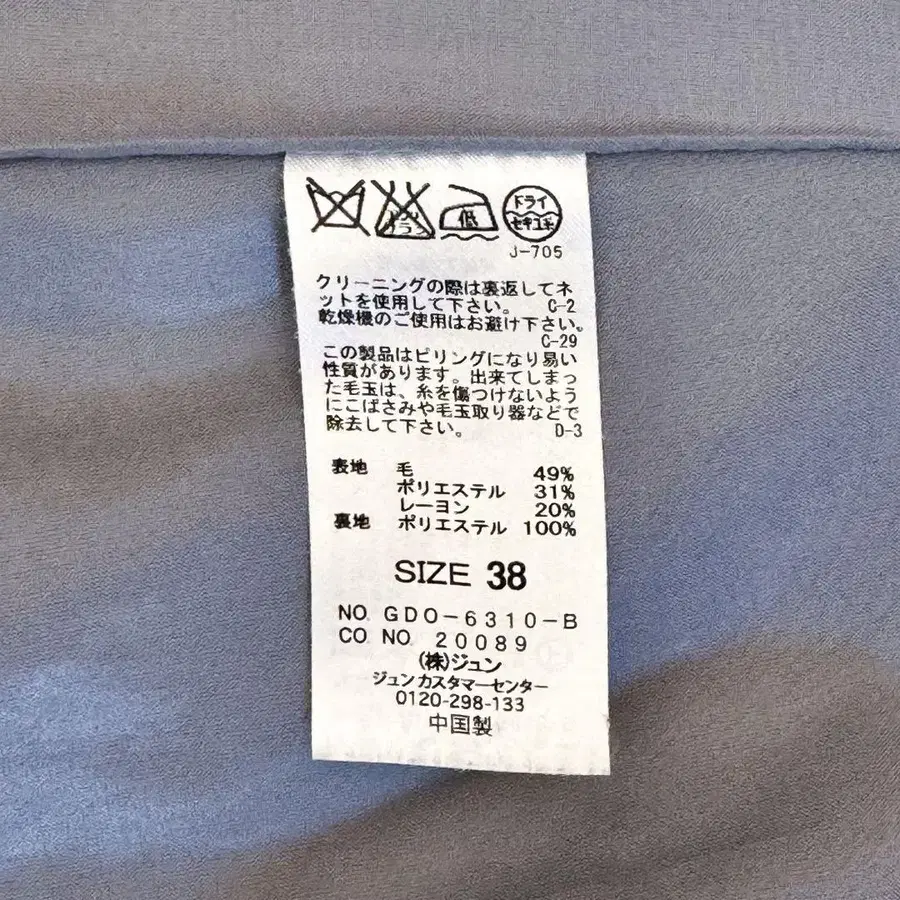 エンソ サラシ 低 ドライ セキユ系
J-705
クリーニングの際は裏返してネ
ットを使用して下さい。 C-2
乾燥機のご使用はお避け下さい。
C-29
この製品はピリングになり易い
性質があります。出来てしまっ
た毛玉は、糸を傷つけないよう
にこばさみや毛玉取り器などで
除去して下さい。 D-3
表地 毛 49%
ポリエステル 31%
レーヨン 20%
裏地 ポリエステル 100%
SIZE 38
NO. GDO-6310-B
CO. NO. 20089
(株)ジュン
ジュンカスタマーセンター
0120-298-133
中国製